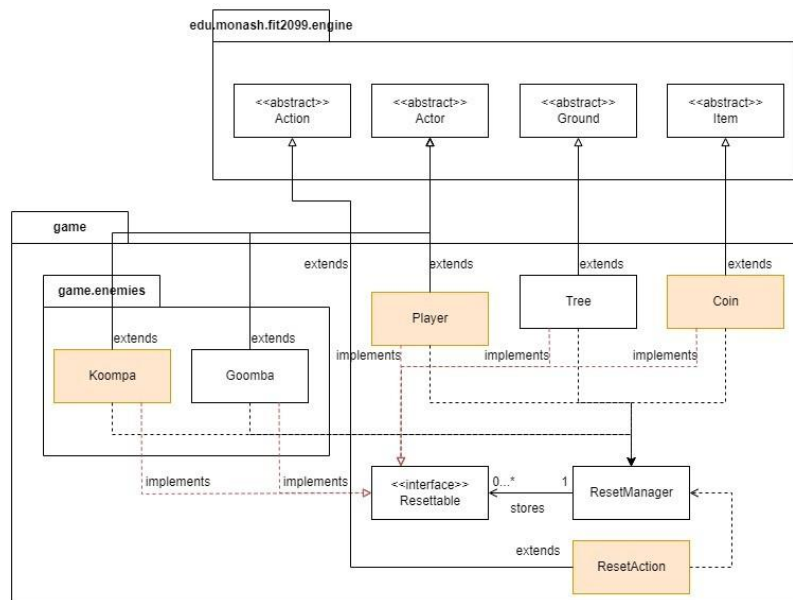 edu.monash.fit2099.engine
<<abstract>>
Action
<<abstract>>
Actor
<<abstract>>
Ground
<<abstract>>
Item
game
extends
extends
extends
extends
game.enemies
Player
Tree
Coin
extends
extends
implements
implements
implements
Koompa
Goomba
implements
implements
<<interface>>
Resettable
0...*
1
stores
ResetManager
extends
ResetAction